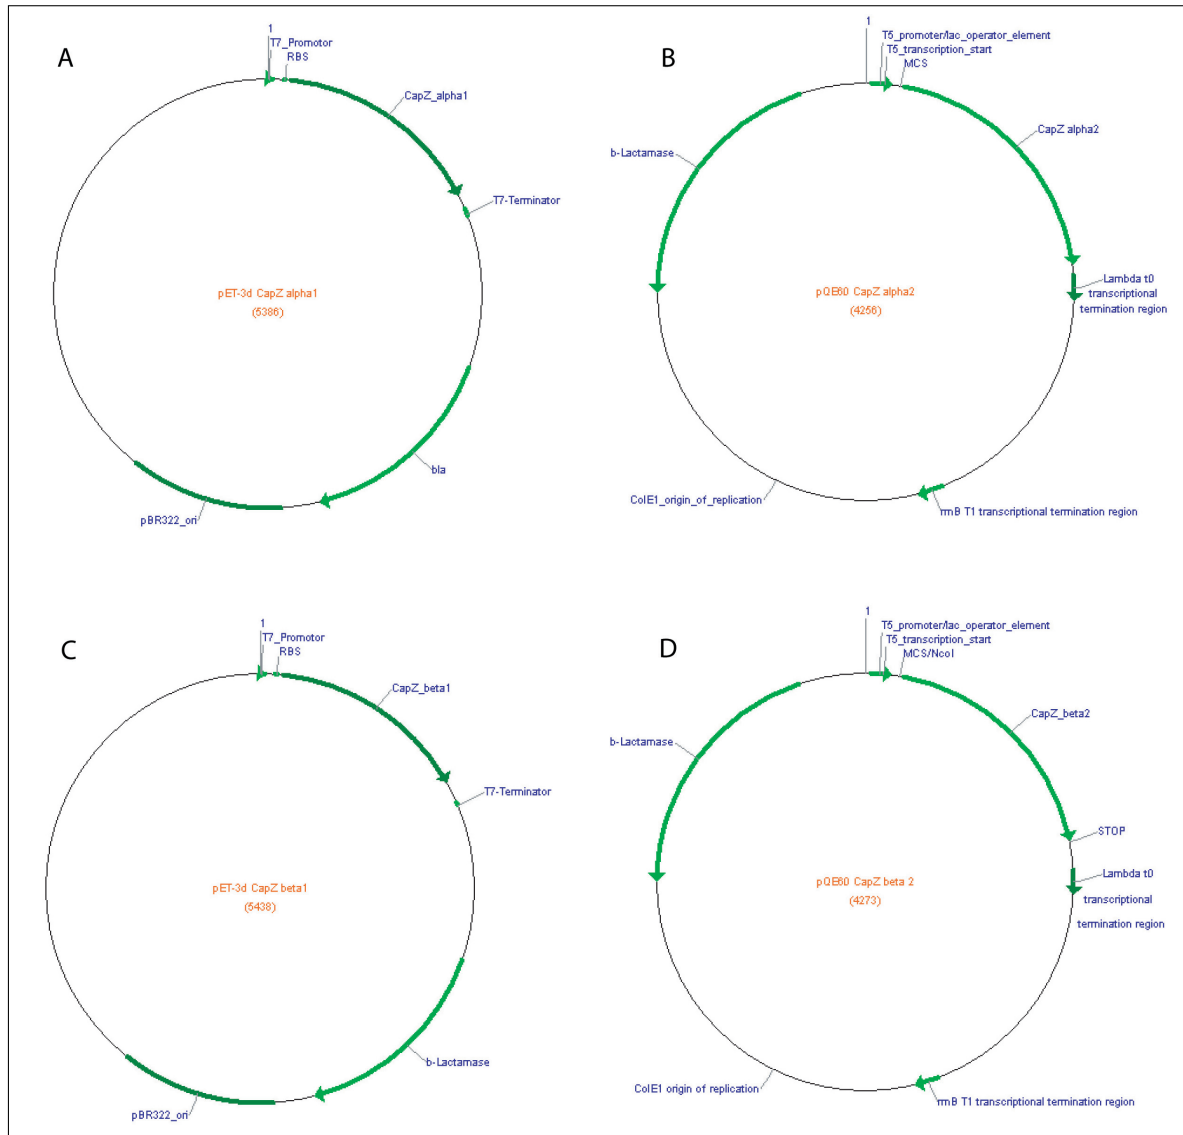 A
1
T7_Promotor
RBS
CapZ_alpha1
T7-Terminator
pET-3d CapZ alpha1
(5386)
bla
pBR322_ori
B
1
T5_promoter/lac_operator_element
T5_transcription_start
MCS
b-Lactamase
CapZ alpha2
Lambda t0
transcriptional
termination region
pQE60 CapZ alpha2
(4256)
ColE1_origin_of_replication
rrnB T1 transcriptional termination region
C
1
T7_Promotor
RBS
CapZ_beta1
T7-Terminator
pET-3d CapZ beta1
(5438)
b-Lactamase
pBR322_ori
D
1
T5_promoter/lac_operator_element
T5_transcription_start
MCS/NcoI
CapZ_beta2
b-Lactamase
STOP
Lambda t0
transcriptional
termination region
pQE60 CapZ beta 2
(4273)
ColE1 origin of replication
rrnB T1 transcriptional termination region